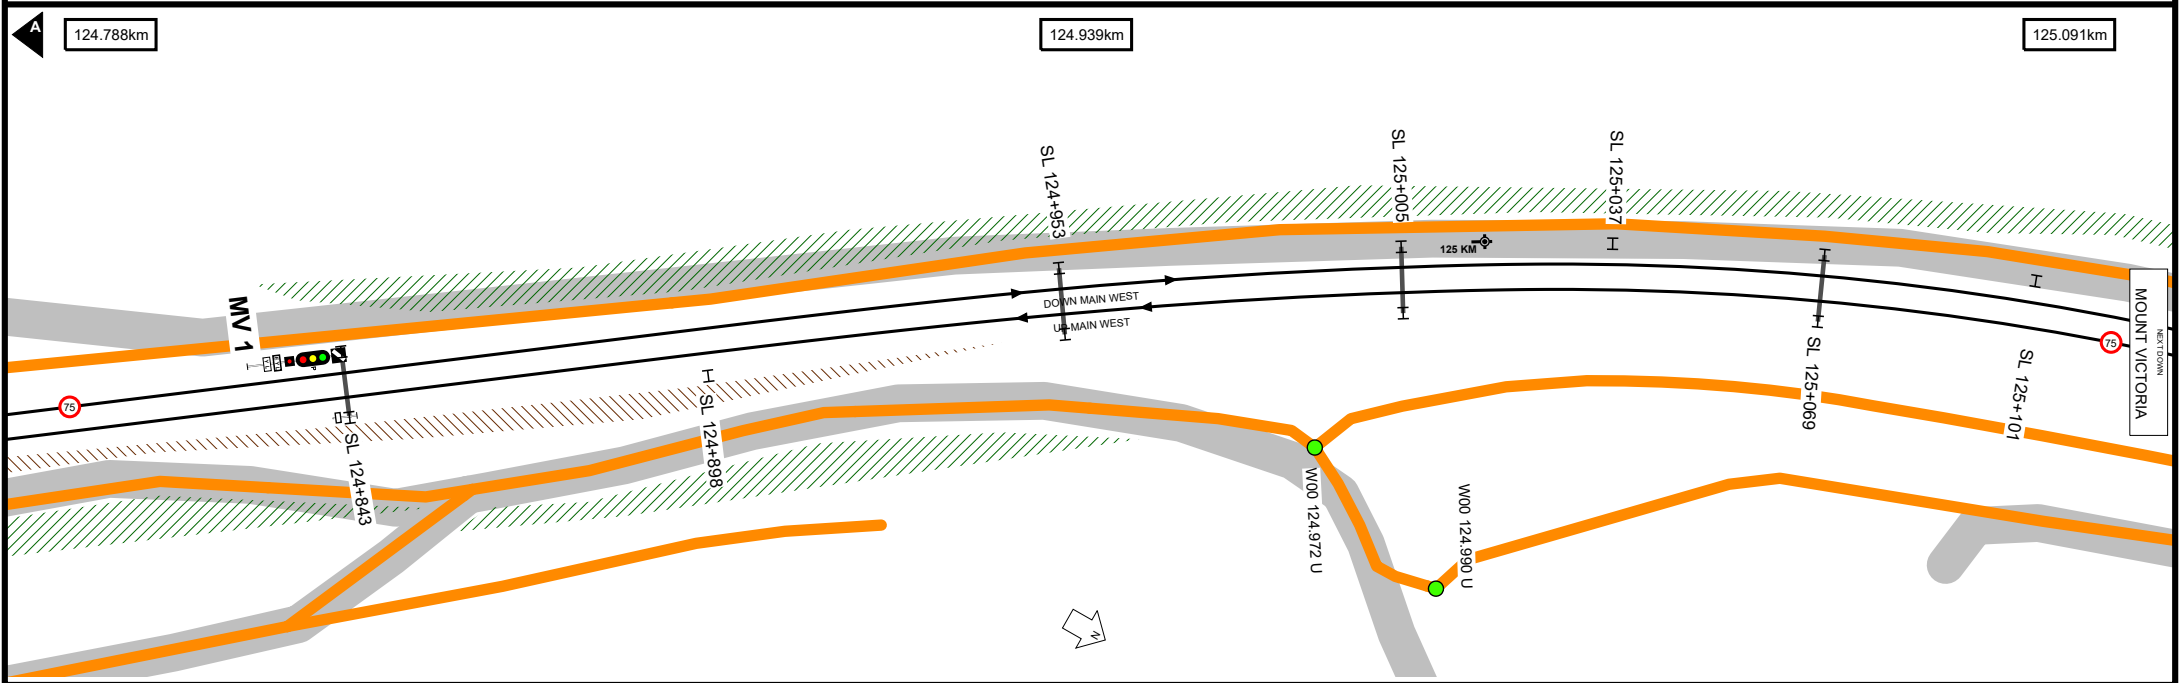 A
124.788km
124.939km
125.091km
SL 124+953
SL 125+005
SL 125+037
125 KM
MV 1
DOWN MAIN WEST
UP MAIN WEST
75
75
MOUNT VICTORIA
NEXT DOWN
SL 124+843
SL 124+898
SL 125+069
SL 125+101
W00 124.972 U
W00 124.990 U
N